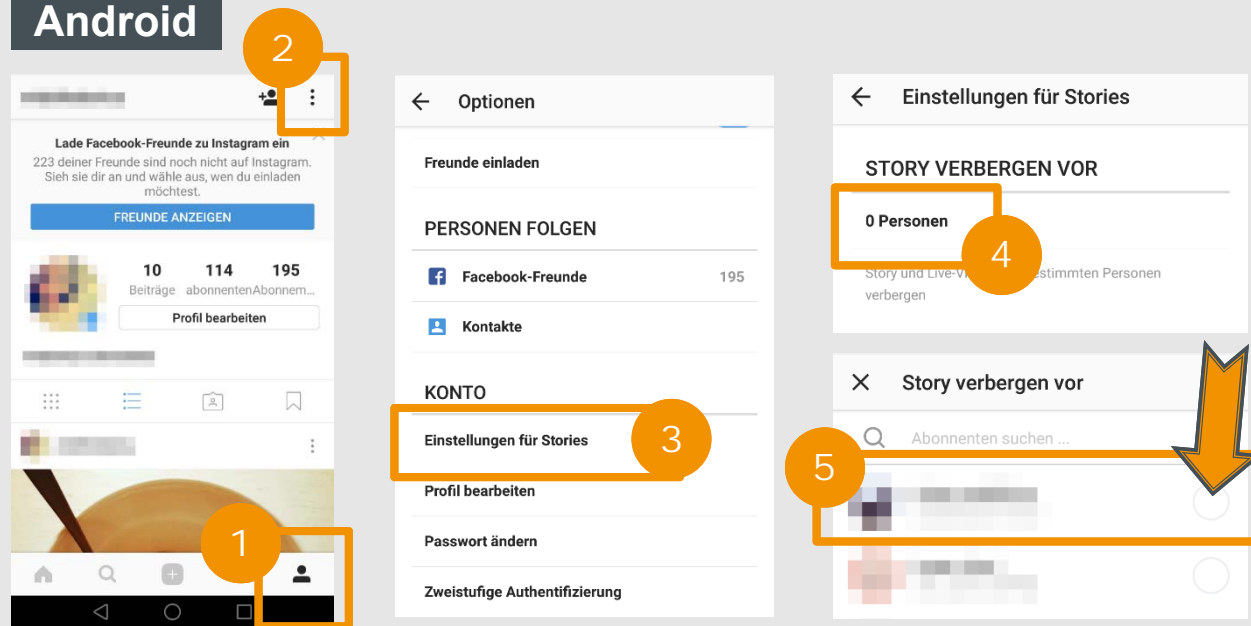 Android
2
Lade Facebook-Freunde zu Instagram ein
223 deiner Freunde sind noch nicht auf Instagram.
Sieh sie dir an und wähle aus, wen du einladen
möchtest.
FREUNDE ANZEIGEN
10 114 195
Beiträge abonnenten Abonnem...
Profil bearbeiten
1
Optionen
Freunde einladen
PERSONEN FOLGEN
Facebook-Freunde 195
Kontakte
KONTO
Einstellungen für Stories
3
Profil bearbeiten
Passwort ändern
Zweistufige Authentifizierung
Einstellungen für Stories
STORY VERBERGEN VOR
0 Personen
4
Story und Live-V estimmten Personen
verbergen
Story verbergen vor
Abonnenten suchen ...
5